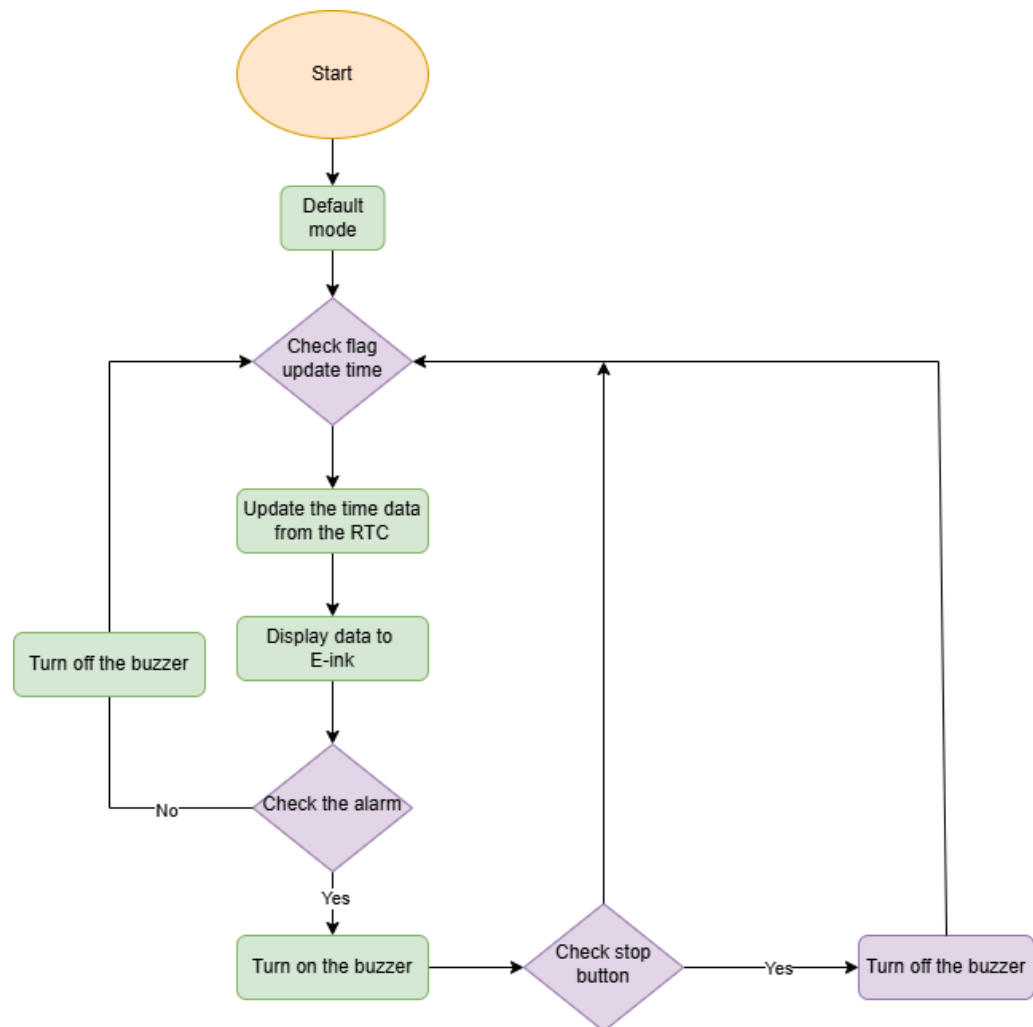 Start
Default
mode
Check flag
update time
Update the time data
from the RTC
Display data to
E-ink
Turn off the buzzer
Check the alarm
No
Yes
Turn on the buzzer
Check stop
button
Yes
Turn off the buzzer